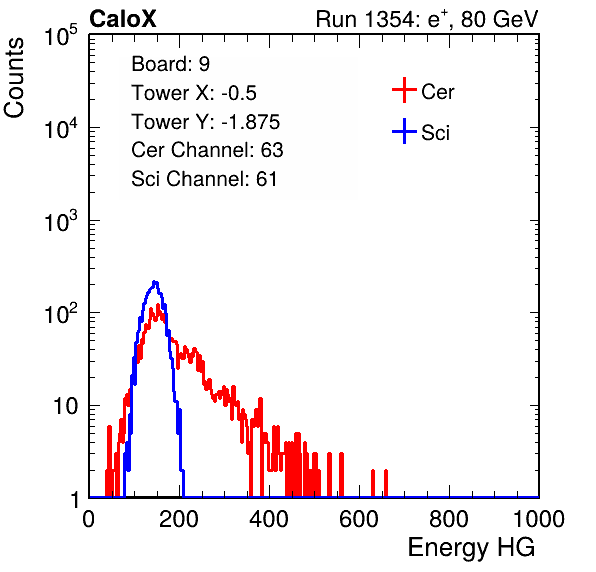 CaloX Run 1354: e⁺, 80 GeV
Counts
10⁵
10⁴
10³
10²
10
1
Board: 9
Tower X: -0.5
Tower Y: -1.875
Cer Channel: 63
Sci Channel: 61
Cer
Sci
0 200 400 600 800 1000
Energy HG